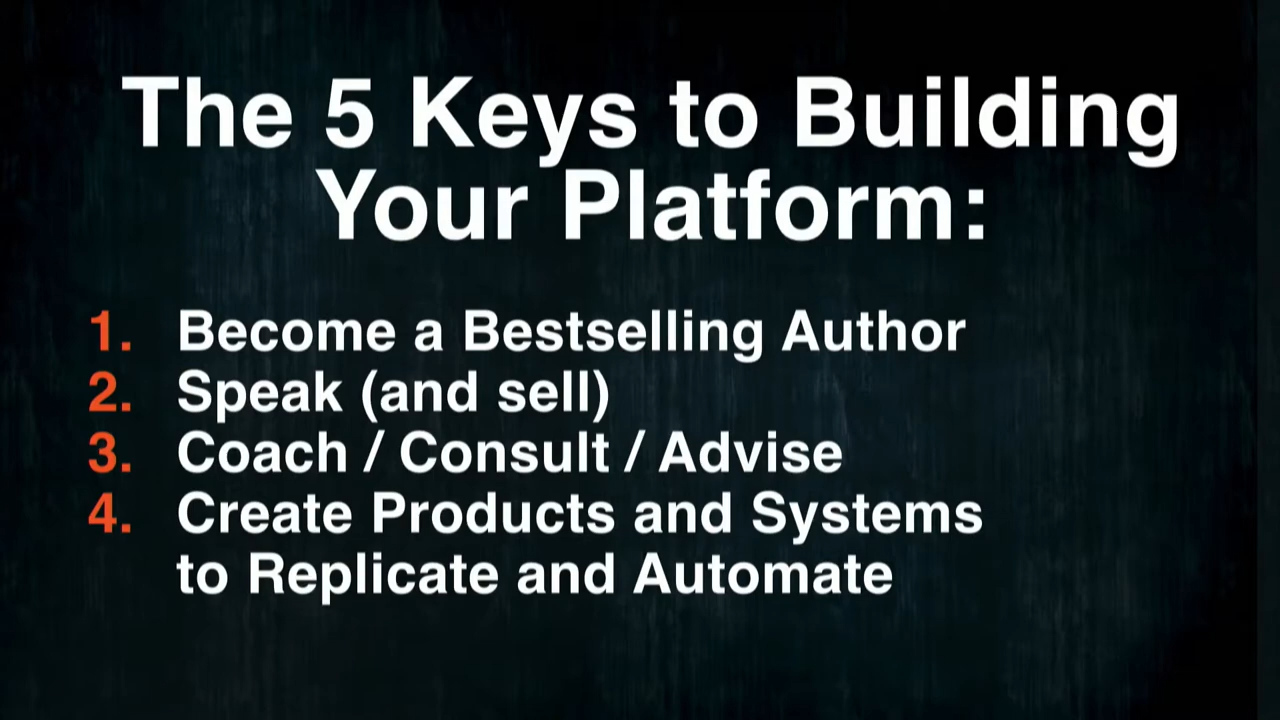 The 5 Keys to Building
Your Platform:
1. Become a Bestselling Author
2. Speak (and sell)
3. Coach / Consult / Advise
4. Create Products and Systems
to Replicate and Automate